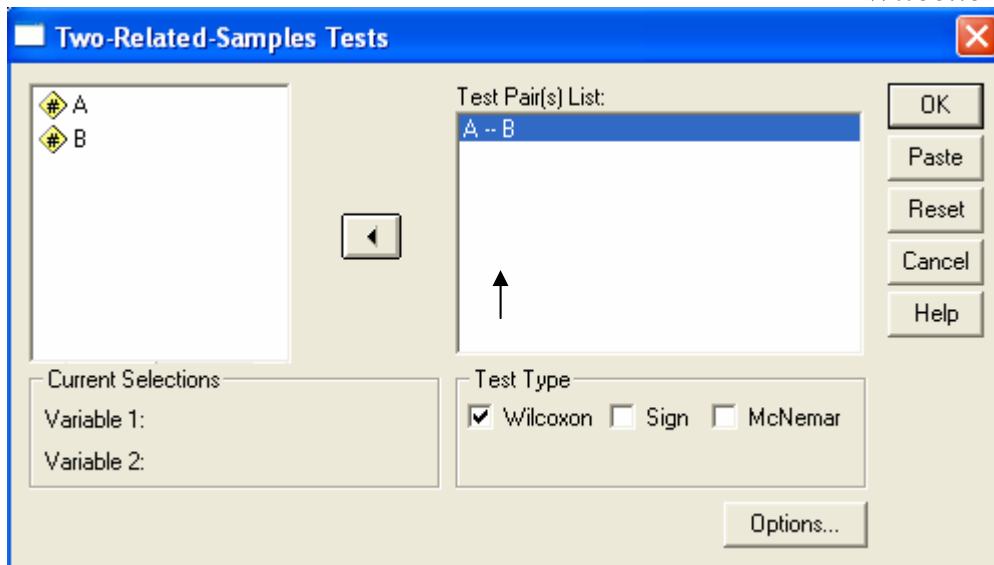 Two-Related-Samples Tests
A
B
Test Pair(s) List:
A -- B
OK
Paste
Reset
Cancel
Help
Current Selections
Variable 1:
Variable 2:
Test Type
Wilcoxon Sign McNemar
Options...